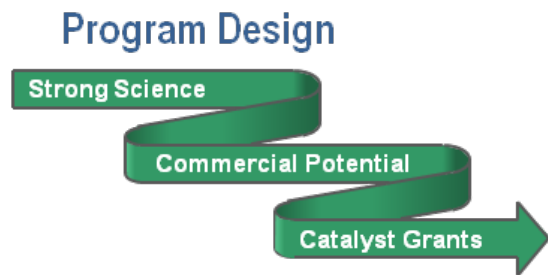 Program Design
Strong Science
Commercial Potential
Catalyst Grants